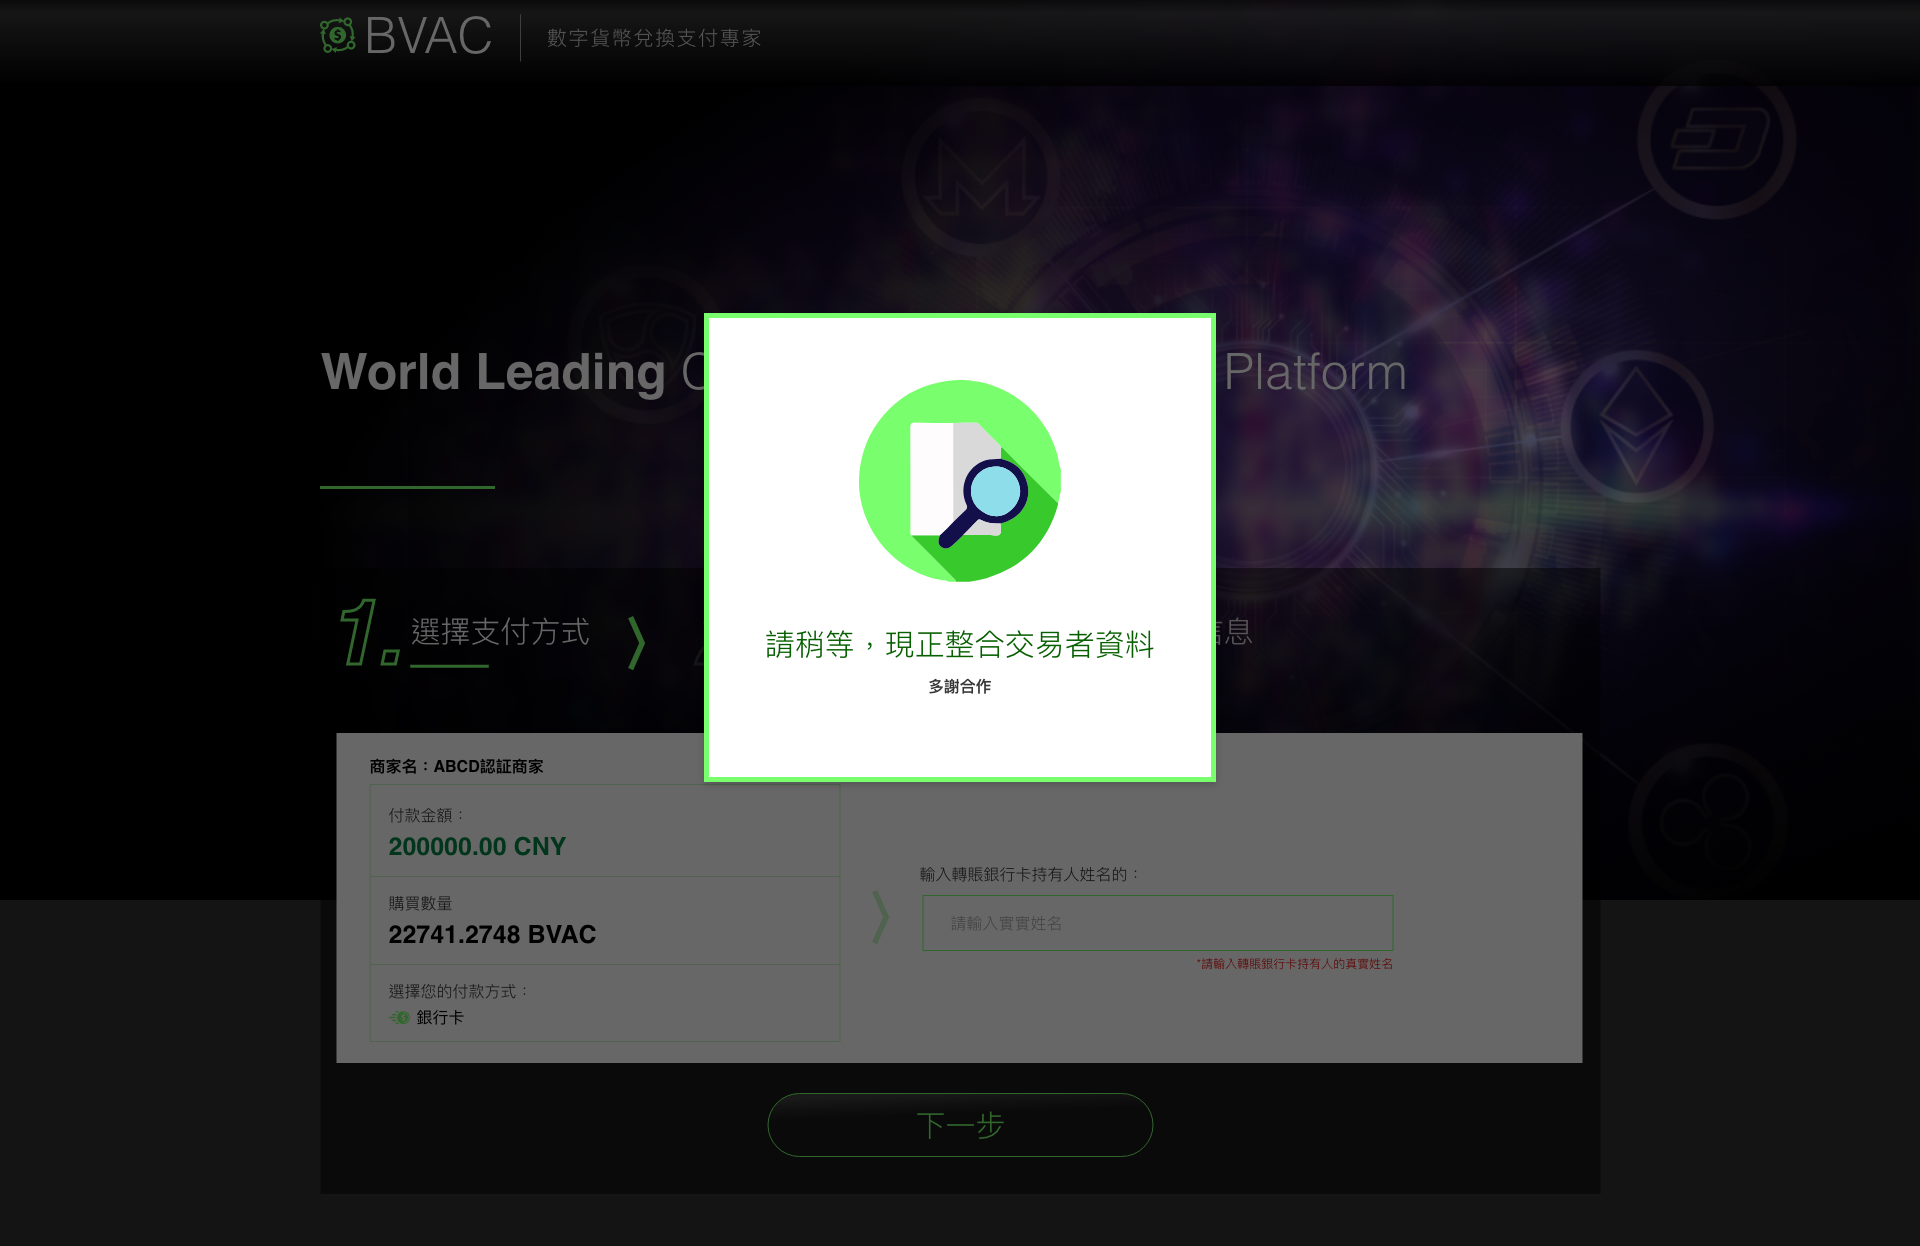 BVAC
數字貨幣兌換支付專家
World Leading
Platform
1.
選擇支付方式
息
請稍等，現正整合交易者資料
多謝合作
商家名：ABCD認証商家
付款金額：
200000.00 CNY
購買數量
22741.2748 BVAC
選擇您的付款方式：
銀行卡
輸入轉賬銀行卡持有人姓名的：
請輸入實實姓名
*請輸入轉賬銀行卡持有人的真實姓名
下一步